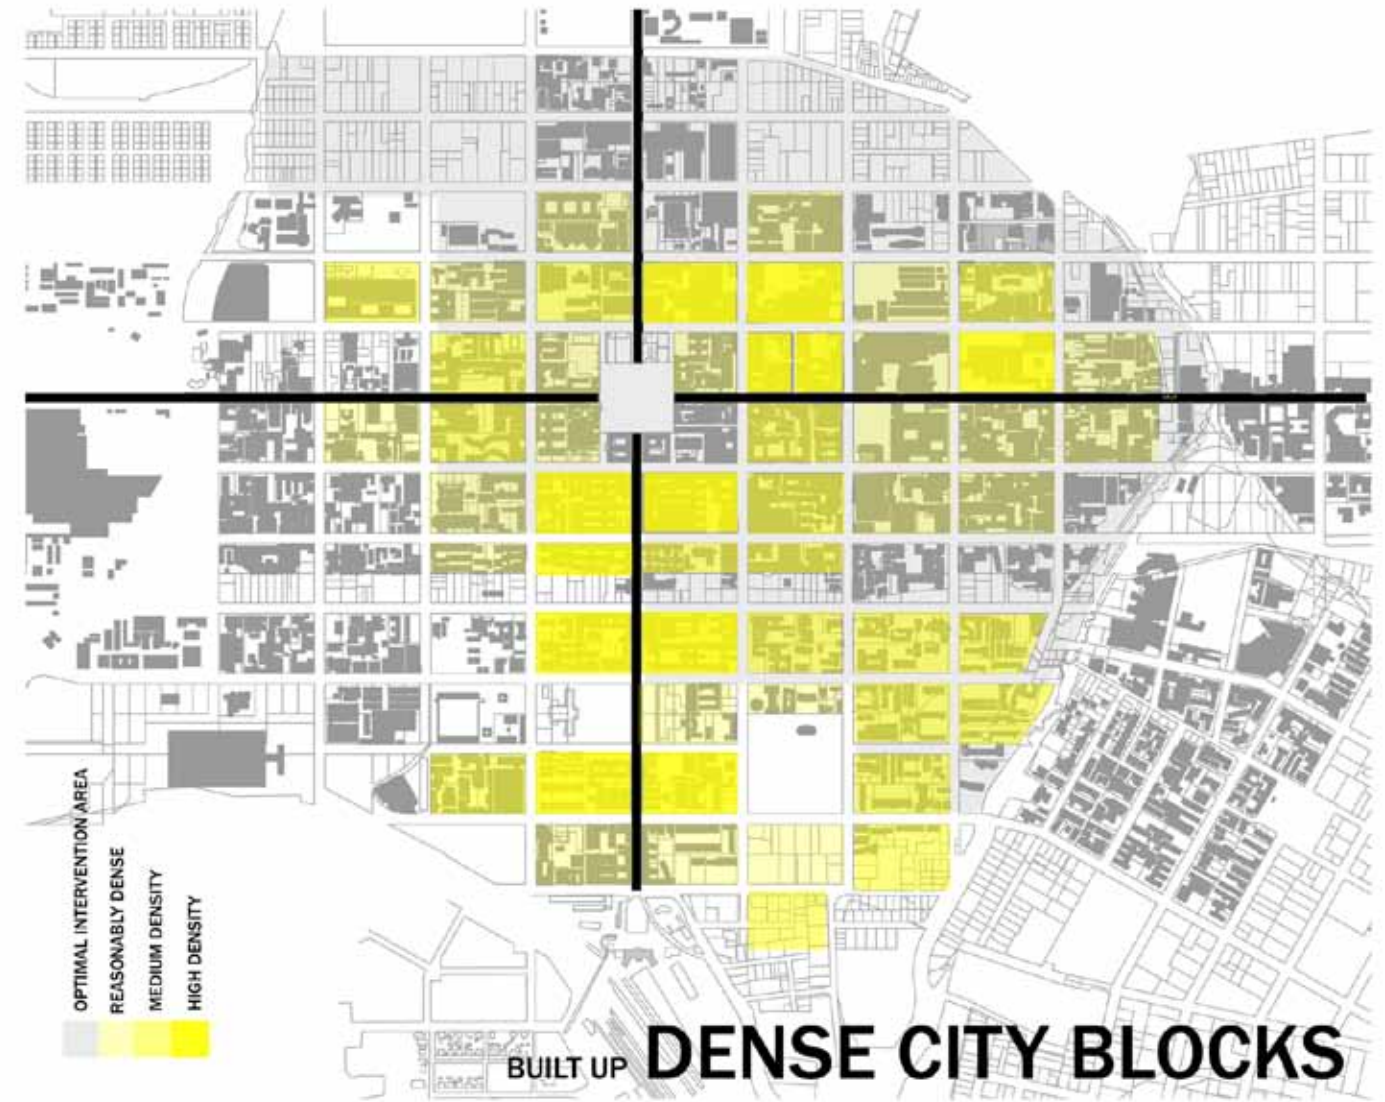 OPTIMAL INTERVENTION AREA
REASONABLY DENSE
MEDIUM DENSITY
HIGH DENSITY
BUILT UP DENSE CITY BLOCKS